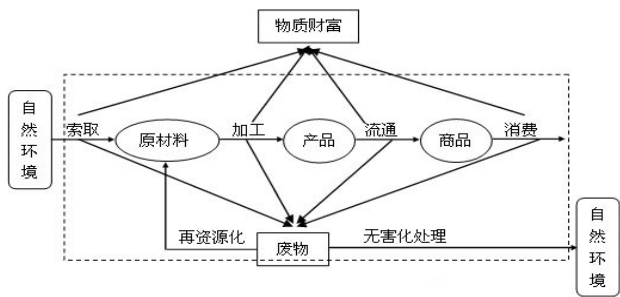 物质财富
自然环境
索取
原材料
加工
产品
流通
商品
消费
再资源化
废物
无害化处理
自然环境